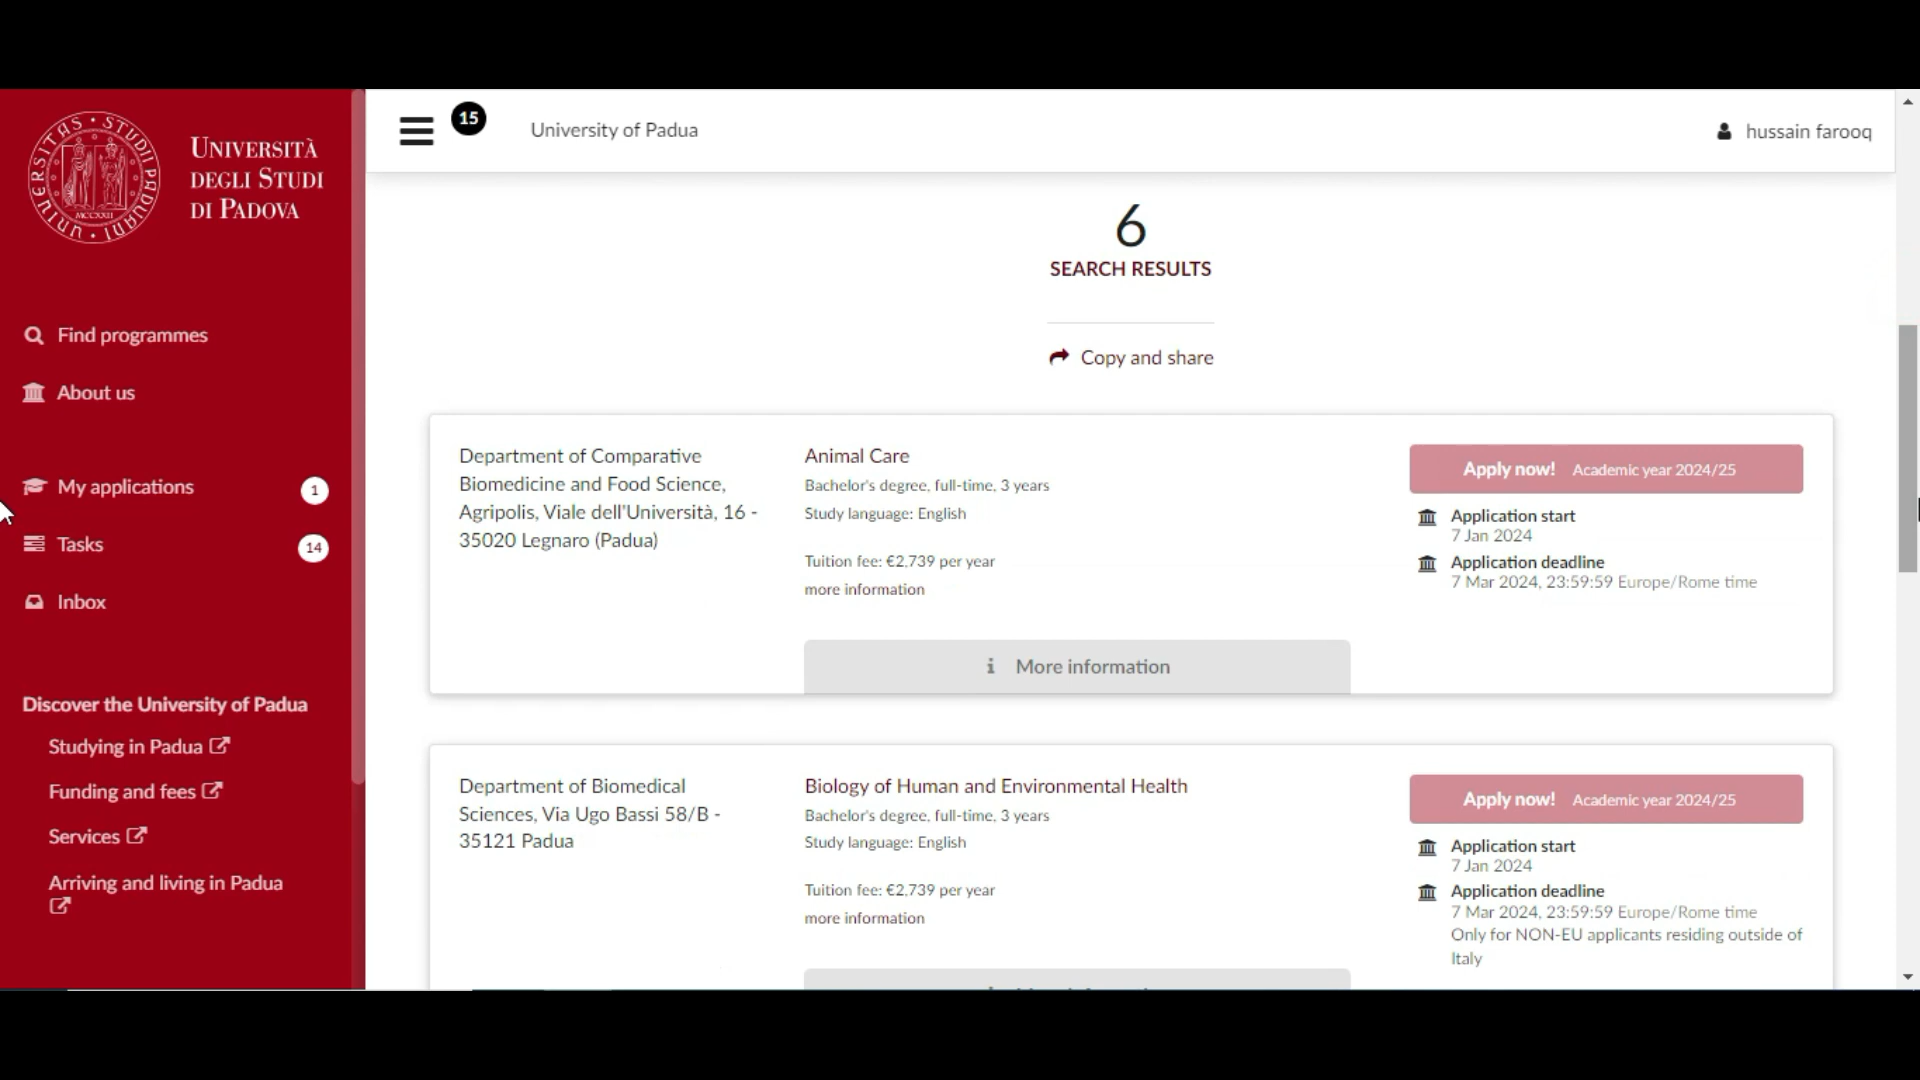 UNIVERSITÀ
DEGLI STUDI
DI PADOVA
Find programmes
About us
My applications 1
Tasks 14
Inbox
Discover the University of Padua
Studying in Padua
Funding and fees
Services
Arriving and living in Padua
15
University of Padua
hussain farooq
6
SEARCH RESULTS
Copy and share
Department of Comparative
Biomedicine and Food Science,
Agripolis, Viale dell'Università, 16 -
35020 Legnaro (Padua)
Animal Care
Bachelor's degree, full-time, 3 years
Study language: English
Tuition fee: €2,739 per year
more information
More information
Apply now! Academic year 2024/25
Application start
7 Jan 2024
Application deadline
7 Mar 2024, 23:59:59 Europe/Rome time
Department of Biomedical
Sciences, Via Ugo Bassi 58/B -
35121 Padua
Biology of Human and Environmental Health
Bachelor's degree, full-time, 3 years
Study language: English
Tuition fee: €2,739 per year
more information
Apply now! Academic year 2024/25
Application start
7 Jan 2024
Application deadline
7 Mar 2024, 23:59:59 Europe/Rome time
Only for NON-EU applicants residing outside of
Italy